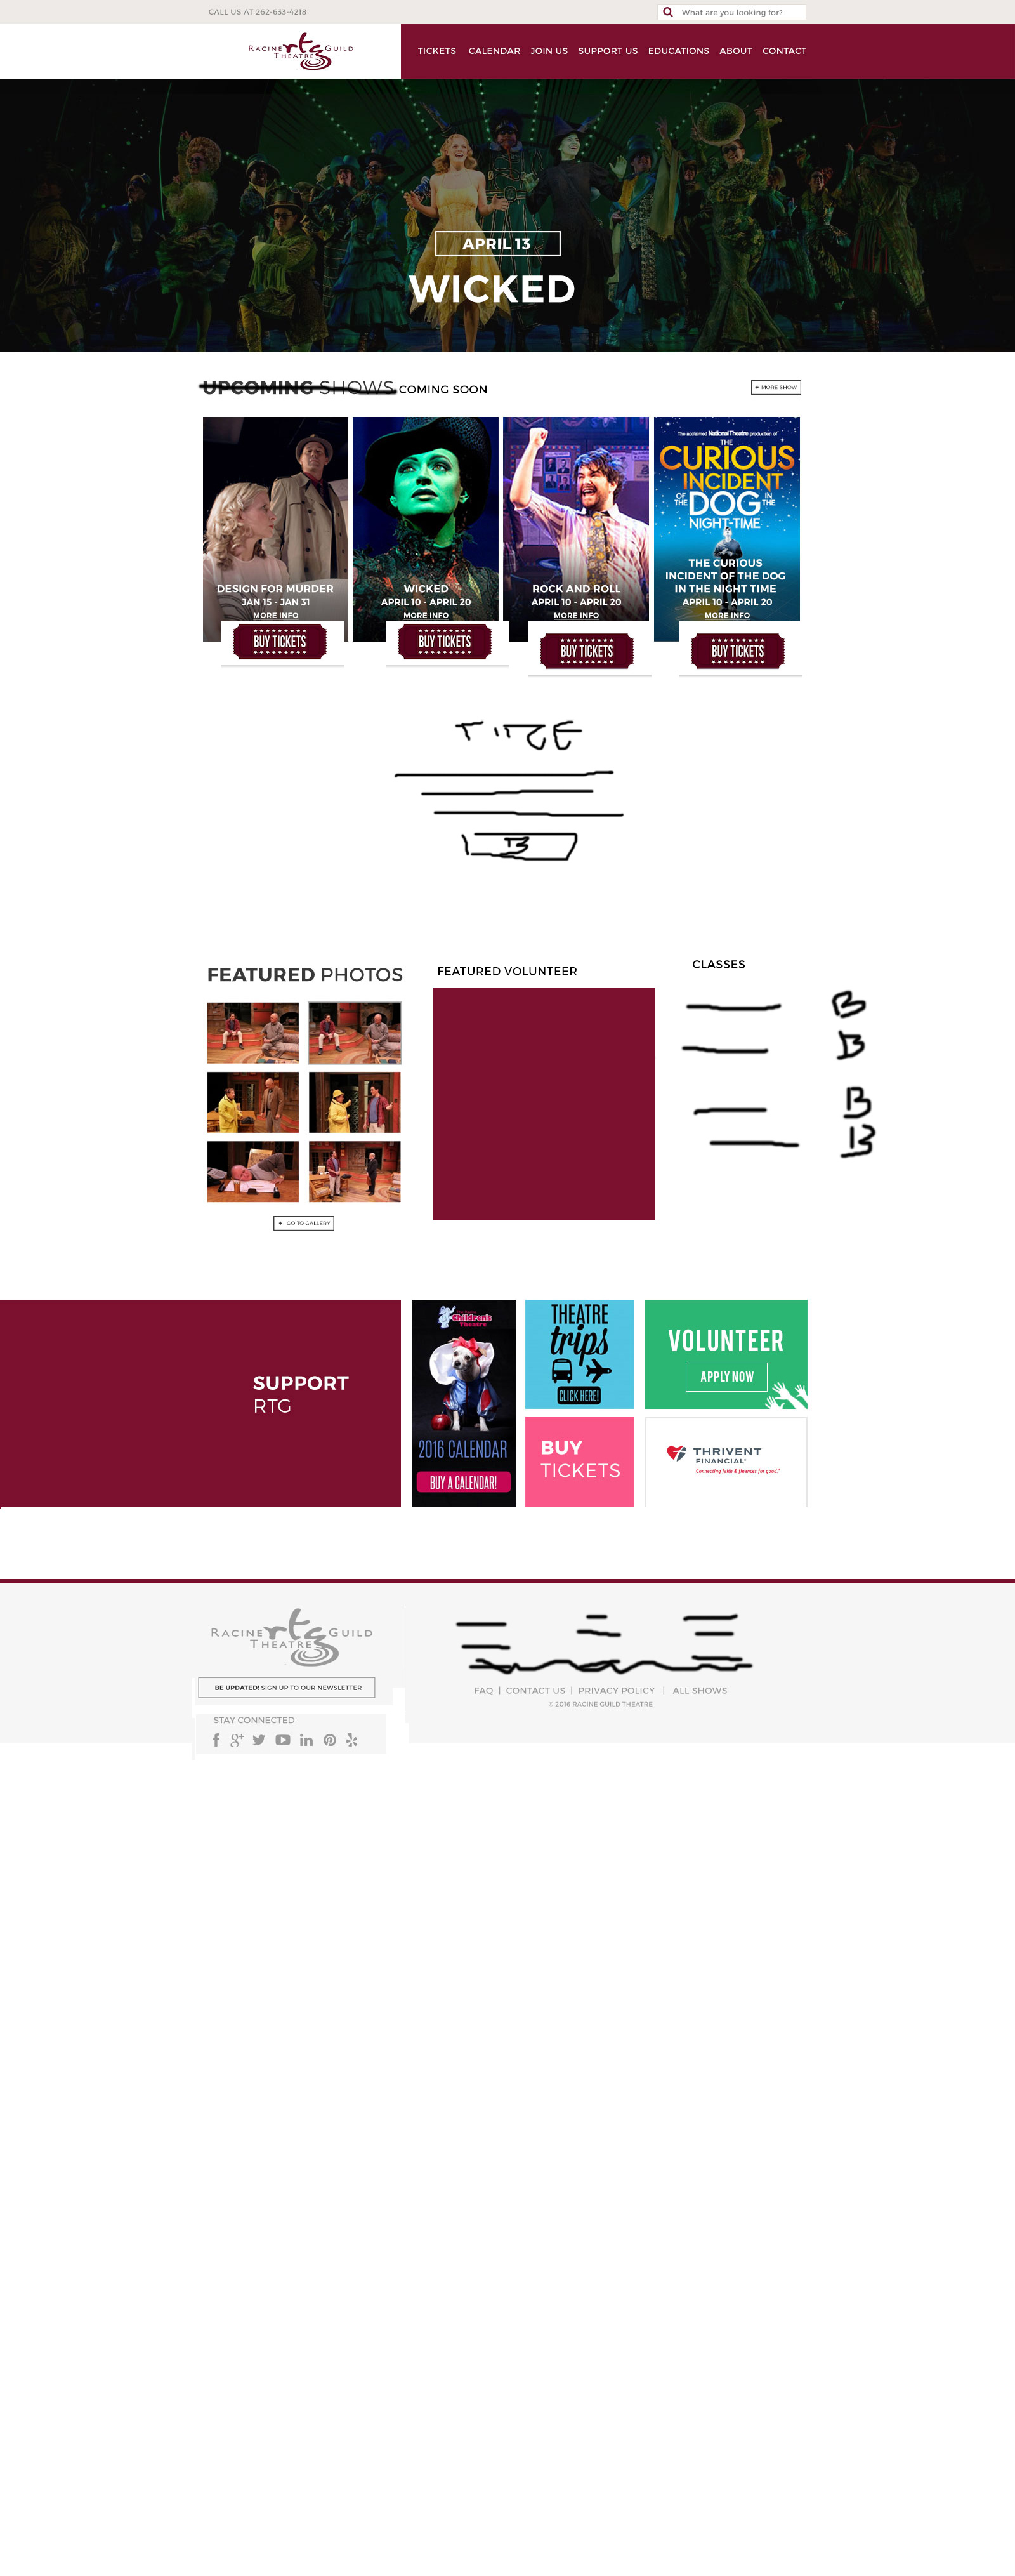 CALL US AT 262-633-4218
What are you looking for?
RACINE rtg GUILD
THEATRE
TICKETS CALENDAR JOIN US SUPPORT US EDUCATIONS ABOUT CONTACT
APRIL 13
WICKED
UPCOMING SHOWS COMING SOON
+ MORE SHOW
The acclaimed National Theatre production of
THE
CURIOUS
INCIDENT
OF THE DOG IN THE
NIGHT-TIME
DESIGN FOR MURDER
JAN 15 - JAN 31
MORE INFO
BUY TICKETS
WICKED
APRIL 10 - APRIL 20
MORE INFO
BUY TICKETS
ROCK AND ROLL
APRIL 10 - APRIL 20
MORE INFO
BUY TICKETS
THE CURIOUS
INCIDENT OF THE DOG
IN THE NIGHT TIME
APRIL 10 - APRIL 20
MORE INFO
BUY TICKETS
B
FEATURED PHOTOS
+ GO TO GALLERY
FEATURED VOLUNTEER
CLASSES
B
B
B
B
SUPPORT
RTG
Children's
Theatre
2016 CALENDAR
BUY A CALENDAR!
THEATRE
trips
CLICK HERE!
BUY
TICKETS
VOLUNTEER
APPLY NOW
THRIVENT
FINANCIAL®
Connecting faith & finances for good.®
RACINE rtg GUILD
THEATRE
BE UPDATED! SIGN UP TO OUR NEWSLETTER
STAY CONNECTED
FAQ | CONTACT US | PRIVACY POLICY | ALL SHOWS
© 2016 RACINE GUILD THEATRE